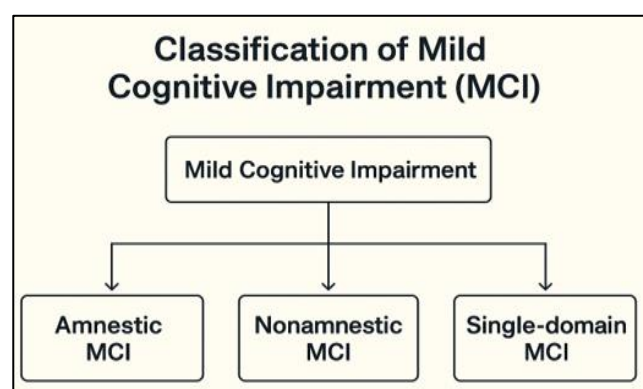 Classification of Mild
Cognitive Impairment (MCI)
Mild Cognitive Impairment
Amnestic
MCI
Nonamnestic
MCI
Single-domain
MCI